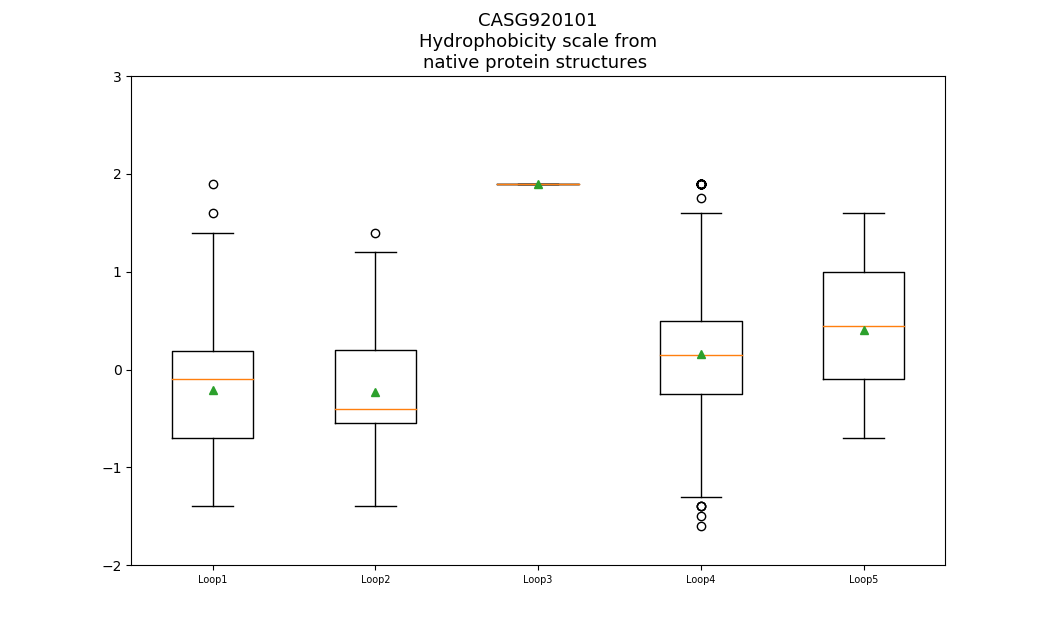 CASG920101
Hydrophobicity scale from
native protein structures
3
2
1
0
−1
−2
Loop1 Loop2 Loop3 Loop4 Loop5